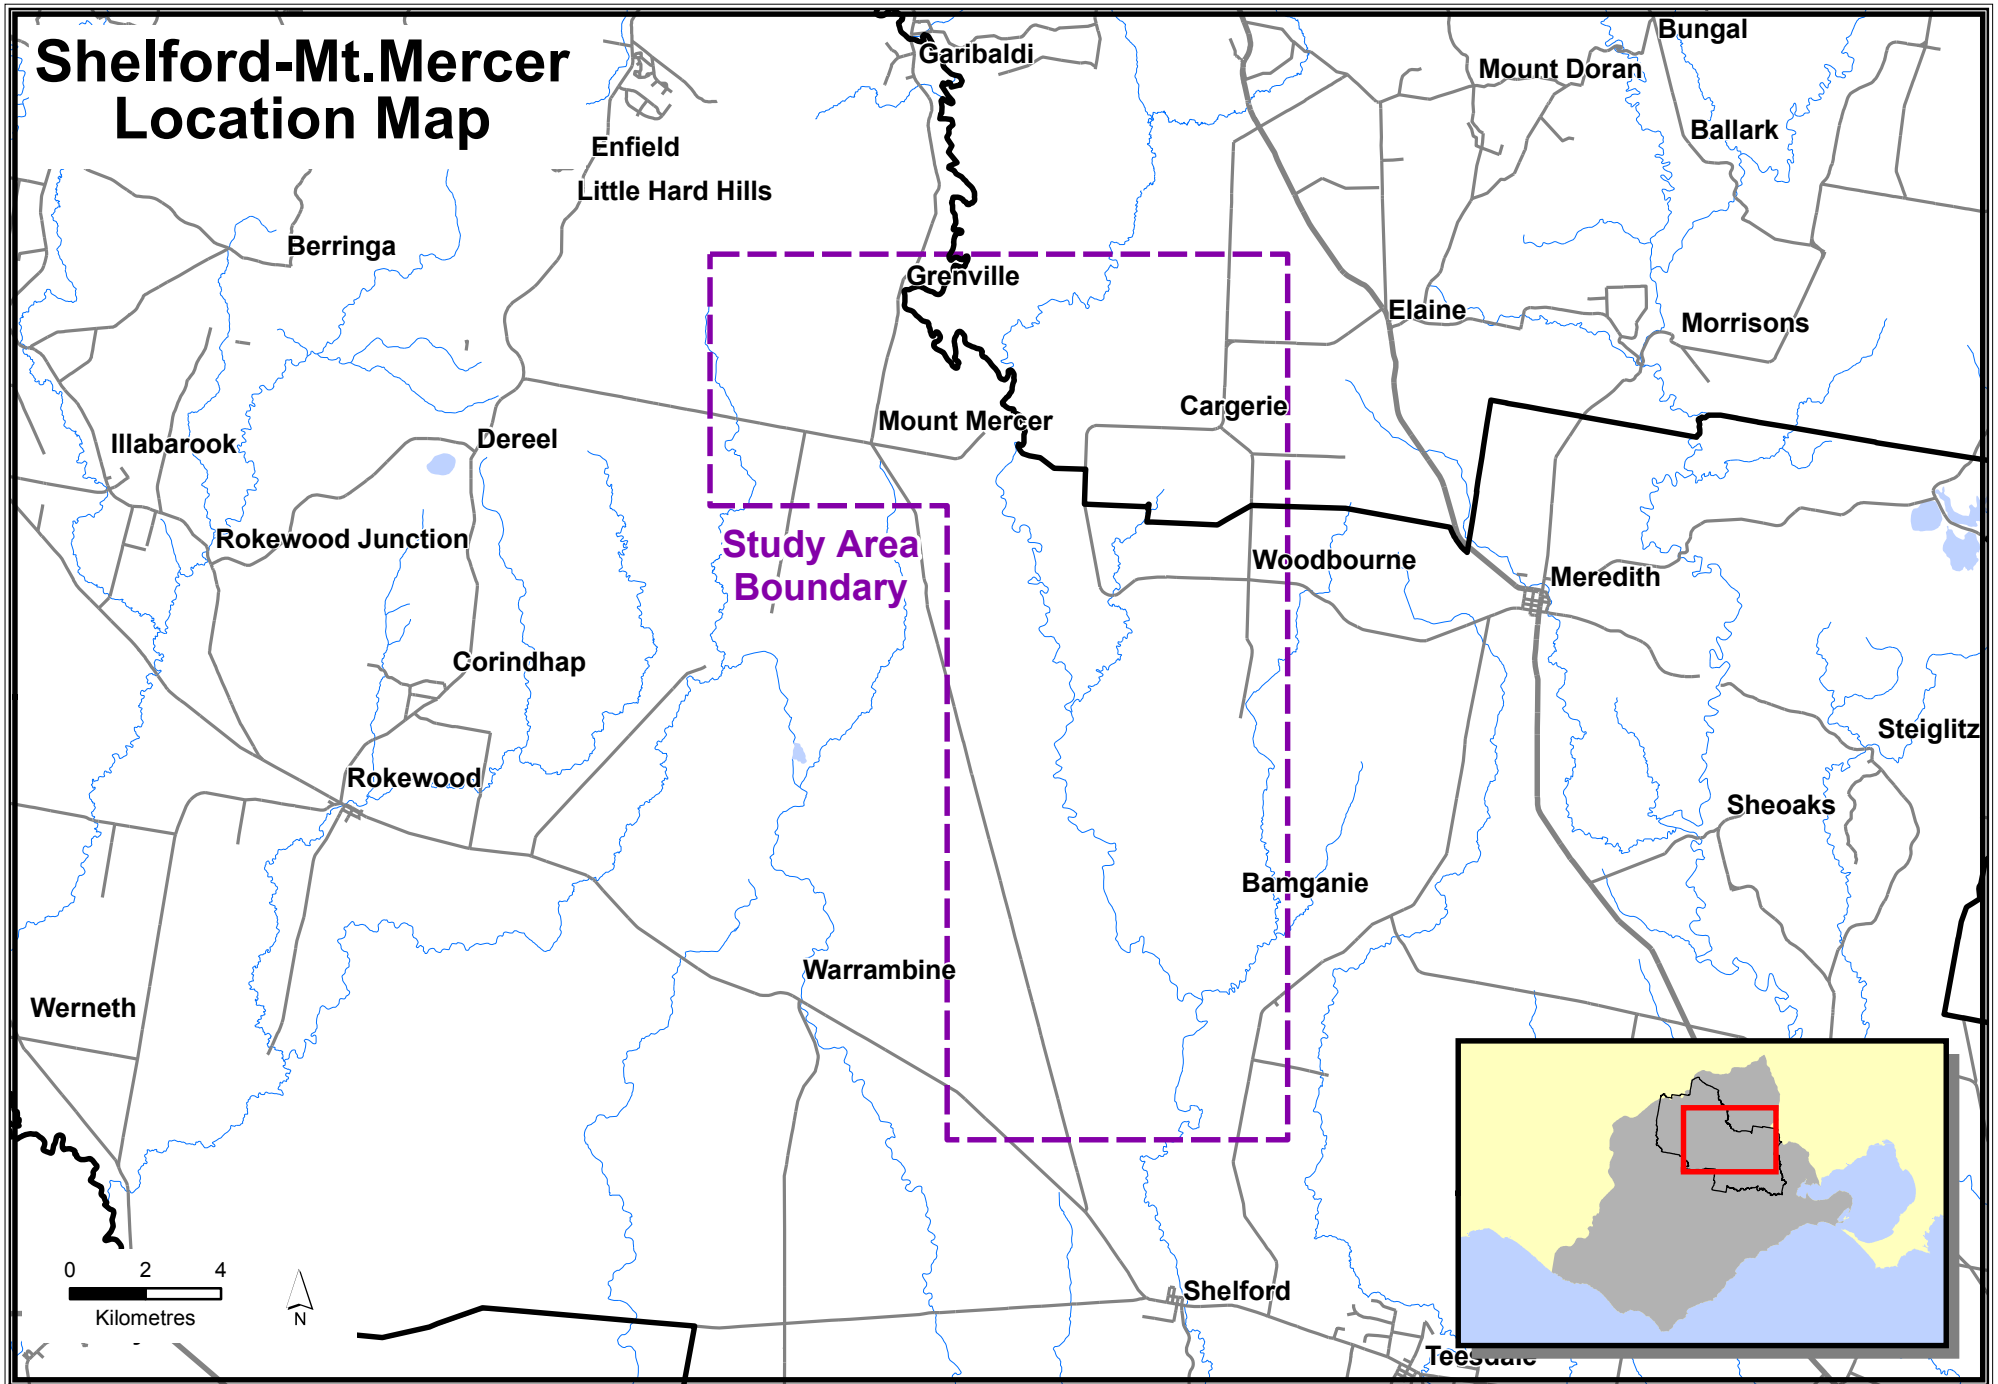 Shelford-Mt.Mercer
Location Map
Garibaldi
Bungal
Mount Doran
Ballark
Enfield
Little Hard Hills
Berringa
Grenville
Elaine
Morrisons
Cargerie
Mount Mercer
Illabarook
Dereel
Rokewood Junction
Study Area
Boundary
Woodbourne
Meredith
Corindhap
Steiglitz
Rokewood
Sheoaks
Bamganie
Warrambine
Werneth
0 2 4
Kilometres
N
Shelford
Teesdale